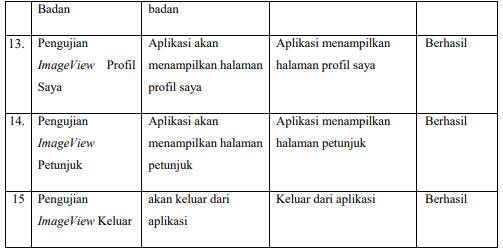 Badan badan
13. Pengujian Aplikasi akan Aplikasi menampilkan Berhasil
ImageView Profil menampilkan halaman halaman profil saya
Saya profil saya
14. Pengujian Aplikasi akan Aplikasi menampilkan Berhasil
ImageView menampilkan halaman halaman petunjuk
Petunjuk petunjuk
15 Pengujian akan keluar dari Keluar dari aplikasi Berhasil
ImageView Keluar aplikasi